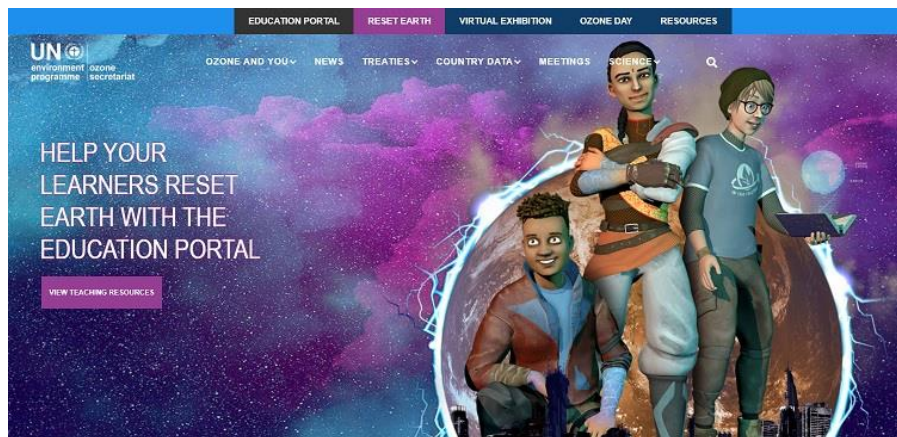 EDUCATION PORTAL RESET EARTH VIRTUAL EXHIBITION OZONE DAY RESOURCES
UN
environment
programme
ozone
secretariat
OZONE AND YOU NEWS TREATIES COUNTRY DATA MEETINGS SCIENCE
HELP YOUR
LEARNERS RESET
EARTH WITH THE
EDUCATION PORTAL
VIEW TEACHING RESOURCES